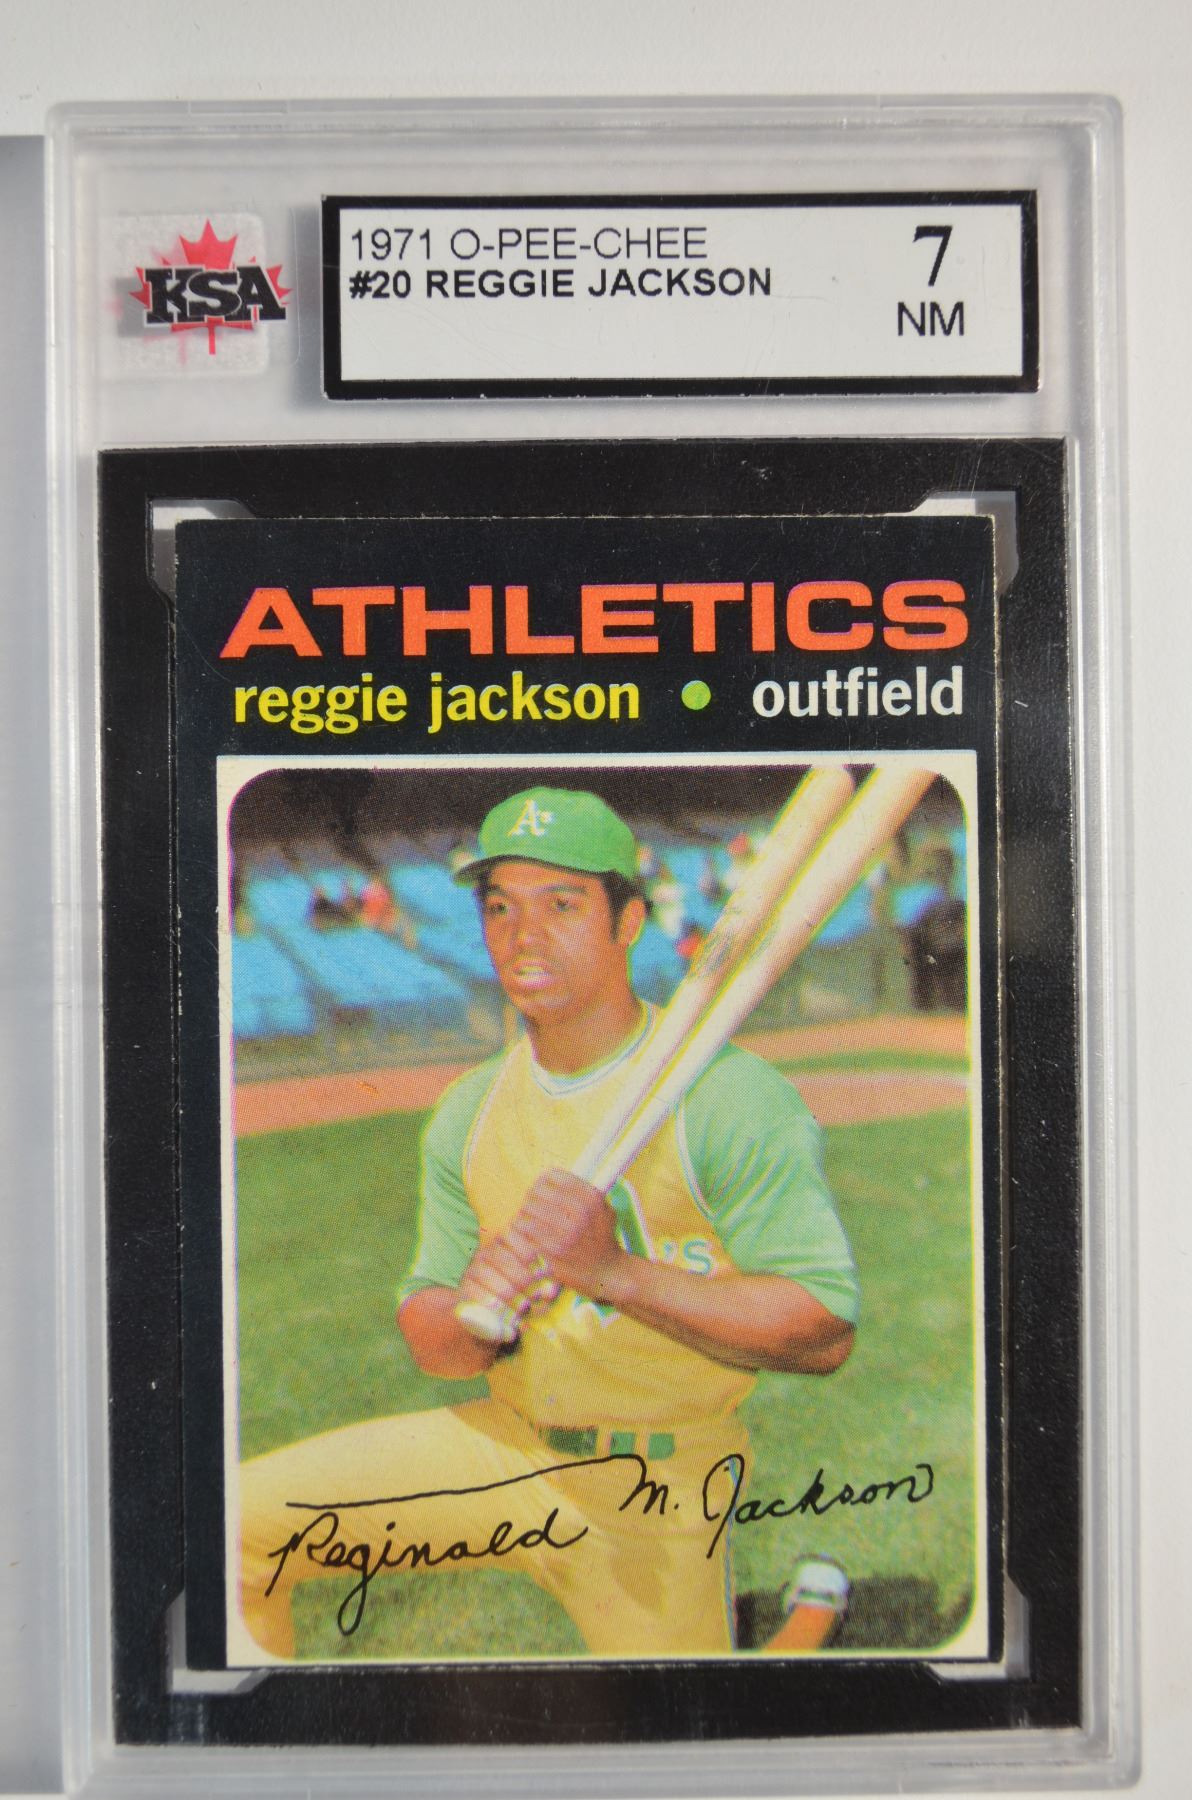 KSA
1971 O-PEE-CHEE
#20 REGGIE JACKSON
7
NM
ATHLETICS
reggie jackson • outfield
A's
's
Reginald M. Jackson